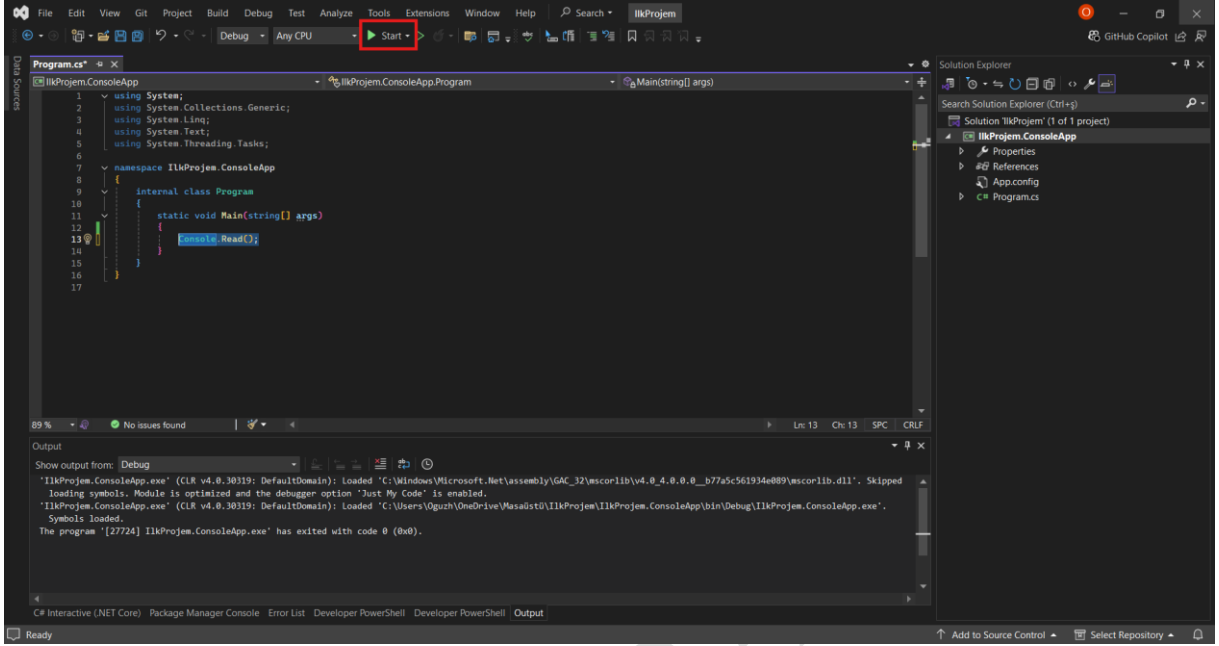 File Edit View Git Project Build Debug Test Analyze Tools Extensions Window Help Search IlkProjem
Debug Any CPU Start GitHub Copilot
Data Sources
Program.cs*
IlkProjem.ConsoleApp IlkProjem.ConsoleApp.Program Main(string[] args)
1 using System;
2 using System.Collections.Generic;
3 using System.Linq;
4 using System.Text;
5 using System.Threading.Tasks;
6
7 namespace IlkProjem.ConsoleApp
8 {
9 internal class Program
10 {
11 static void Main(string[] args)
12 {
13 Console.Read();
14 }
15 }
16 }
17
89 % No issues found Ln: 13 Ch: 13 SPC CRLF
Output
Show output from: Debug
'IlkProjem.ConsoleApp.exe' (CLR v4.0.30319: DefaultDomain): Loaded 'C:\Windows\Microsoft.Net\assembly\GAC_32\mscorlib\v4.0_4.0.0.0__b77a5c561934e089\mscorlib.dll'. Skipped
loading symbols. Module is optimized and the debugger option 'Just My Code' is enabled.
'IlkProjem.ConsoleApp.exe' (CLR v4.0.30319: DefaultDomain): Loaded 'C:\Users\Oguzh\OneDrive\Masaüstü\IlkProjem\IlkProjem.ConsoleApp\bin\Debug\IlkProjem.ConsoleApp.exe'.
Symbols loaded.
The program '[27724] IlkProjem.ConsoleApp.exe' has exited with code 0 (0x0).
C# Interactive (.NET Core) Package Manager Console Error List Developer PowerShell Developer PowerShell Output
Solution Explorer
Search Solution Explorer (Ctrl+ş)
Solution 'IlkProjem' (1 of 1 project)
IlkProjem.ConsoleApp
Properties
References
App.config
C# Program.cs
Ready Add to Source Control Select Repository